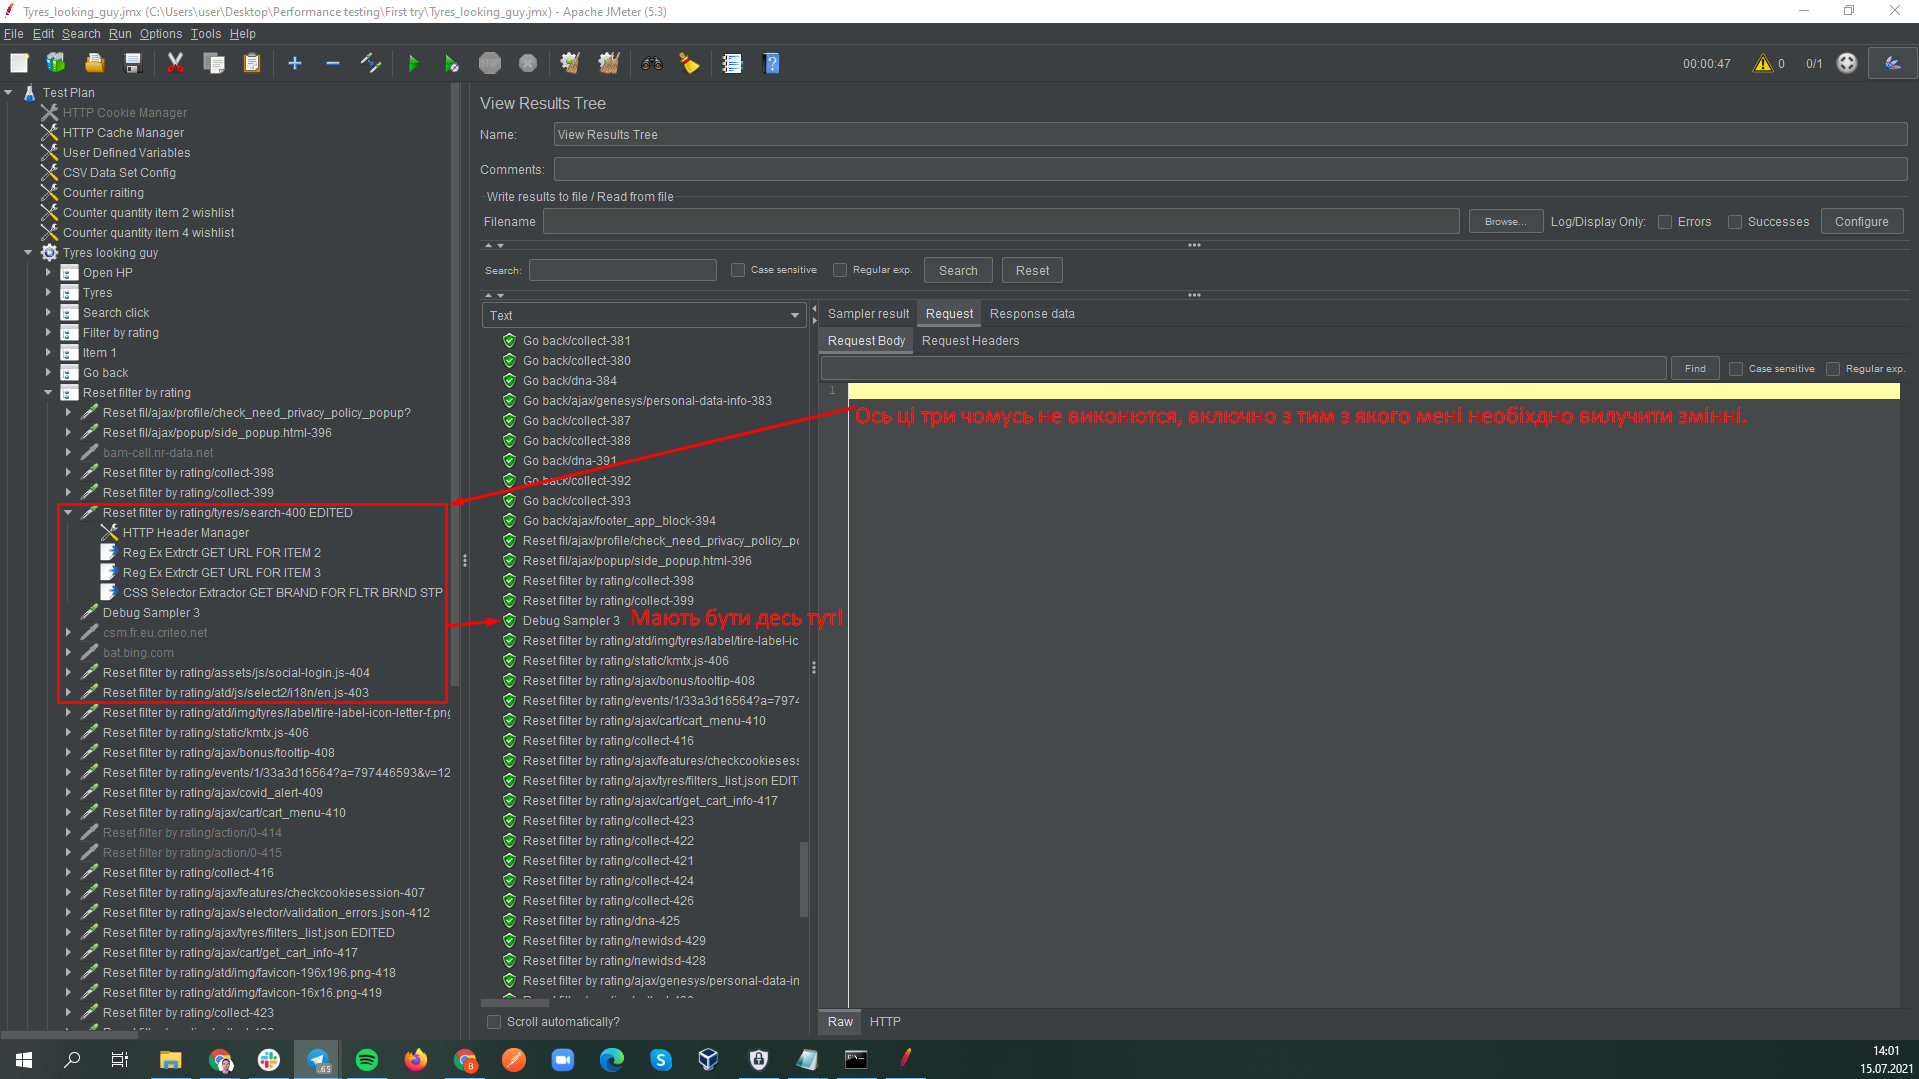 Tyres_looking_guy.jmx (C:\Users\user\Desktop\Performance testing\First try\Tyres_looking_guy.jmx) - Apache JMeter (5.3)
File Edit Search Run Options Tools Help
00:00:47 0 0/1
Test Plan
HTTP Cookie Manager
HTTP Cache Manager
User Defined Variables
CSV Data Set Config
Counter raiting
Counter quantity item 2 wishlist
Counter quantity item 4 wishlist
Tyres looking guy
Open HP
Tyres
Search click
Filter by rating
Item 1
Go back
Reset filter by rating
Reset fil/ajax/profile/check_need_privacy_policy_popup?
Reset fil/ajax/popup/side_popup.html-396
bam-cell.nr-data.net
Reset filter by rating/collect-398
Reset filter by rating/collect-399
Reset filter by rating/tyres/search-400 EDITED
HTTP Header Manager
Reg Ex Extrctr GET URL FOR ITEM 2
Reg Ex Extrctr GET URL FOR ITEM 3
CSS Selector Extractor GET BRAND FOR FLTR BRND STP
Debug Sampler 3
csm.fr.eu.criteo.net
bat.bing.com
Reset filter by rating/assets/js/social-login.js-404
Reset filter by rating/atd/js/select2/i18n/en.js-403
Reset filter by rating/atd/img/tyres/label/tire-label-icon-letter-f.png
Reset filter by rating/static/kmtx.js-406
Reset filter by rating/ajax/bonus/tooltip-408
Reset filter by rating/events/1/33a3d16564?a=797446593&v=12
Reset filter by rating/ajax/covid_alert-409
Reset filter by rating/ajax/cart/cart_menu-410
Reset filter by rating/action/0-414
Reset filter by rating/action/0-415
Reset filter by rating/collect-416
Reset filter by rating/ajax/features/checkcookiesession-407
Reset filter by rating/ajax/selector/validation_errors.json-412
Reset filter by rating/ajax/tyres/filters_list.json EDITED
Reset filter by rating/ajax/cart/get_cart_info-417
Reset filter by rating/atd/img/favicon-196x196.png-418
Reset filter by rating/atd/img/favicon-16x16.png-419
Reset filter by rating/collect-423
View Results Tree
Name: View Results Tree
Comments:
Write results to file / Read from file
Filename Browse... Log/Display Only: Errors Successes Configure
Search: Case sensitive Regular exp. Search Reset
Text
Go back/collect-381
Go back/collect-380
Go back/dna-384
Go back/ajax/genesys/personal-data-info-383
Go back/collect-387
Go back/collect-388
Go back/dna-391
Go back/collect-392
Go back/collect-393
Go back/ajax/footer_app_block-394
Reset fil/ajax/profile/check_need_privacy_policy_po
Reset fil/ajax/popup/side_popup.html-396
Reset filter by rating/collect-398
Reset filter by rating/collect-399
Debug Sampler 3
Мають бути десь тут!
Reset filter by rating/atd/img/tyres/label/tire-label-ic
Reset filter by rating/static/kmtx.js-406
Reset filter by rating/ajax/bonus/tooltip-408
Reset filter by rating/events/1/33a3d16564?a=7974
Reset filter by rating/ajax/cart/cart_menu-410
Reset filter by rating/collect-416
Reset filter by rating/ajax/features/checkcookiesess
Reset filter by rating/ajax/tyres/filters_list.json EDIT
Reset filter by rating/ajax/cart/get_cart_info-417
Reset filter by rating/collect-423
Reset filter by rating/collect-422
Reset filter by rating/collect-421
Reset filter by rating/collect-424
Reset filter by rating/collect-426
Reset filter by rating/dna-425
Reset filter by rating/newidsd-429
Reset filter by rating/newidsd-428
Reset filter by rating/ajax/genesys/personal-data-in
Scroll automatically?
Sampler result Request Response data
Request Body Request Headers
Find Case sensitive Regular exp.
1
Ось ці три чомусь не виконются, включно з тим з якого мені необіхдно вилучити змінні.
Raw HTTP
65
14:01
15.07.2021